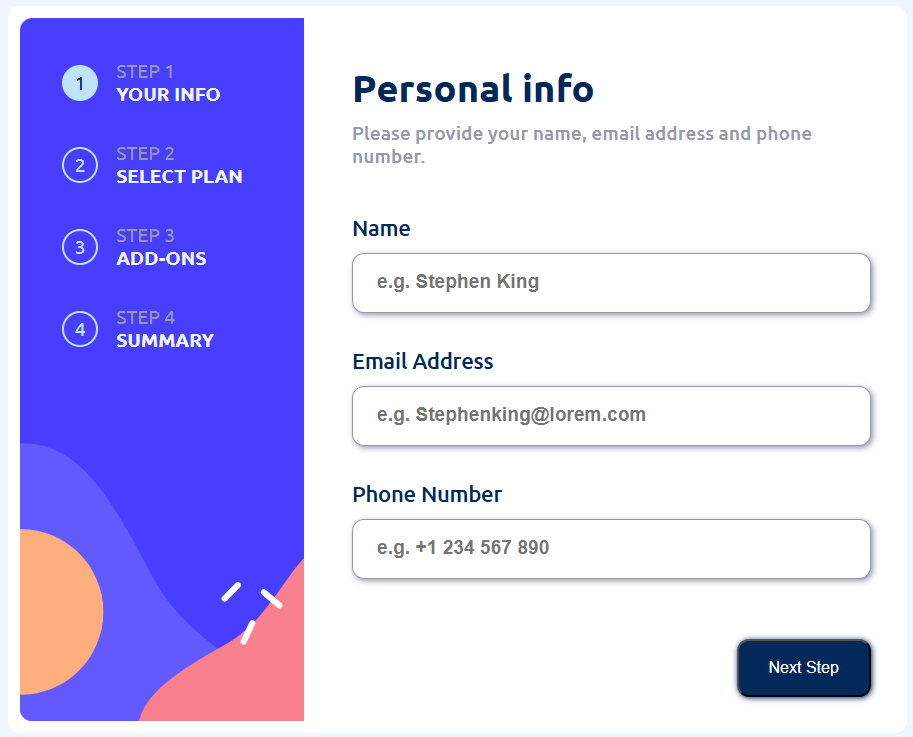 1
STEP 1
YOUR INFO
2
STEP 2
SELECT PLAN
3
STEP 3
ADD-ONS
4
STEP 4
SUMMARY
Personal info
Please provide your name, email address and phone
number.
Name
e.g. Stephen King
Email Address
e.g. Stephenking@lorem.com
Phone Number
e.g. +1 234 567 890
Next Step